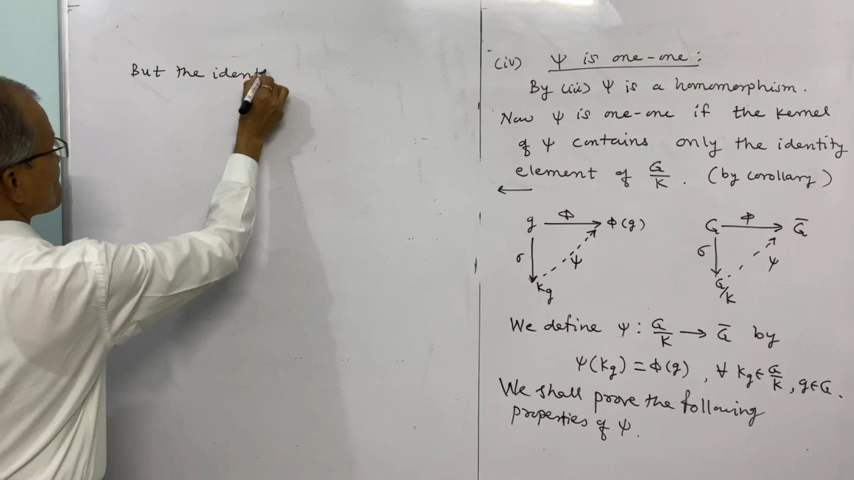 But the identi
(iv) ψ is one-one :
By (iii) ψ is a homomorphism.
Now ψ is one-one if the kernel
of ψ contains only the identity
element of G/K. (by corollary)
g ϕ ϕ(g)
σ ψ
Kg
G ϕ G̅
σ ψ
G/K
We define ψ : G/K → G̅ by
ψ(Kg) = ϕ(g), ∀ Kg ∈ G/K, g ∈ G.
We shall prove the following
properties of ψ.